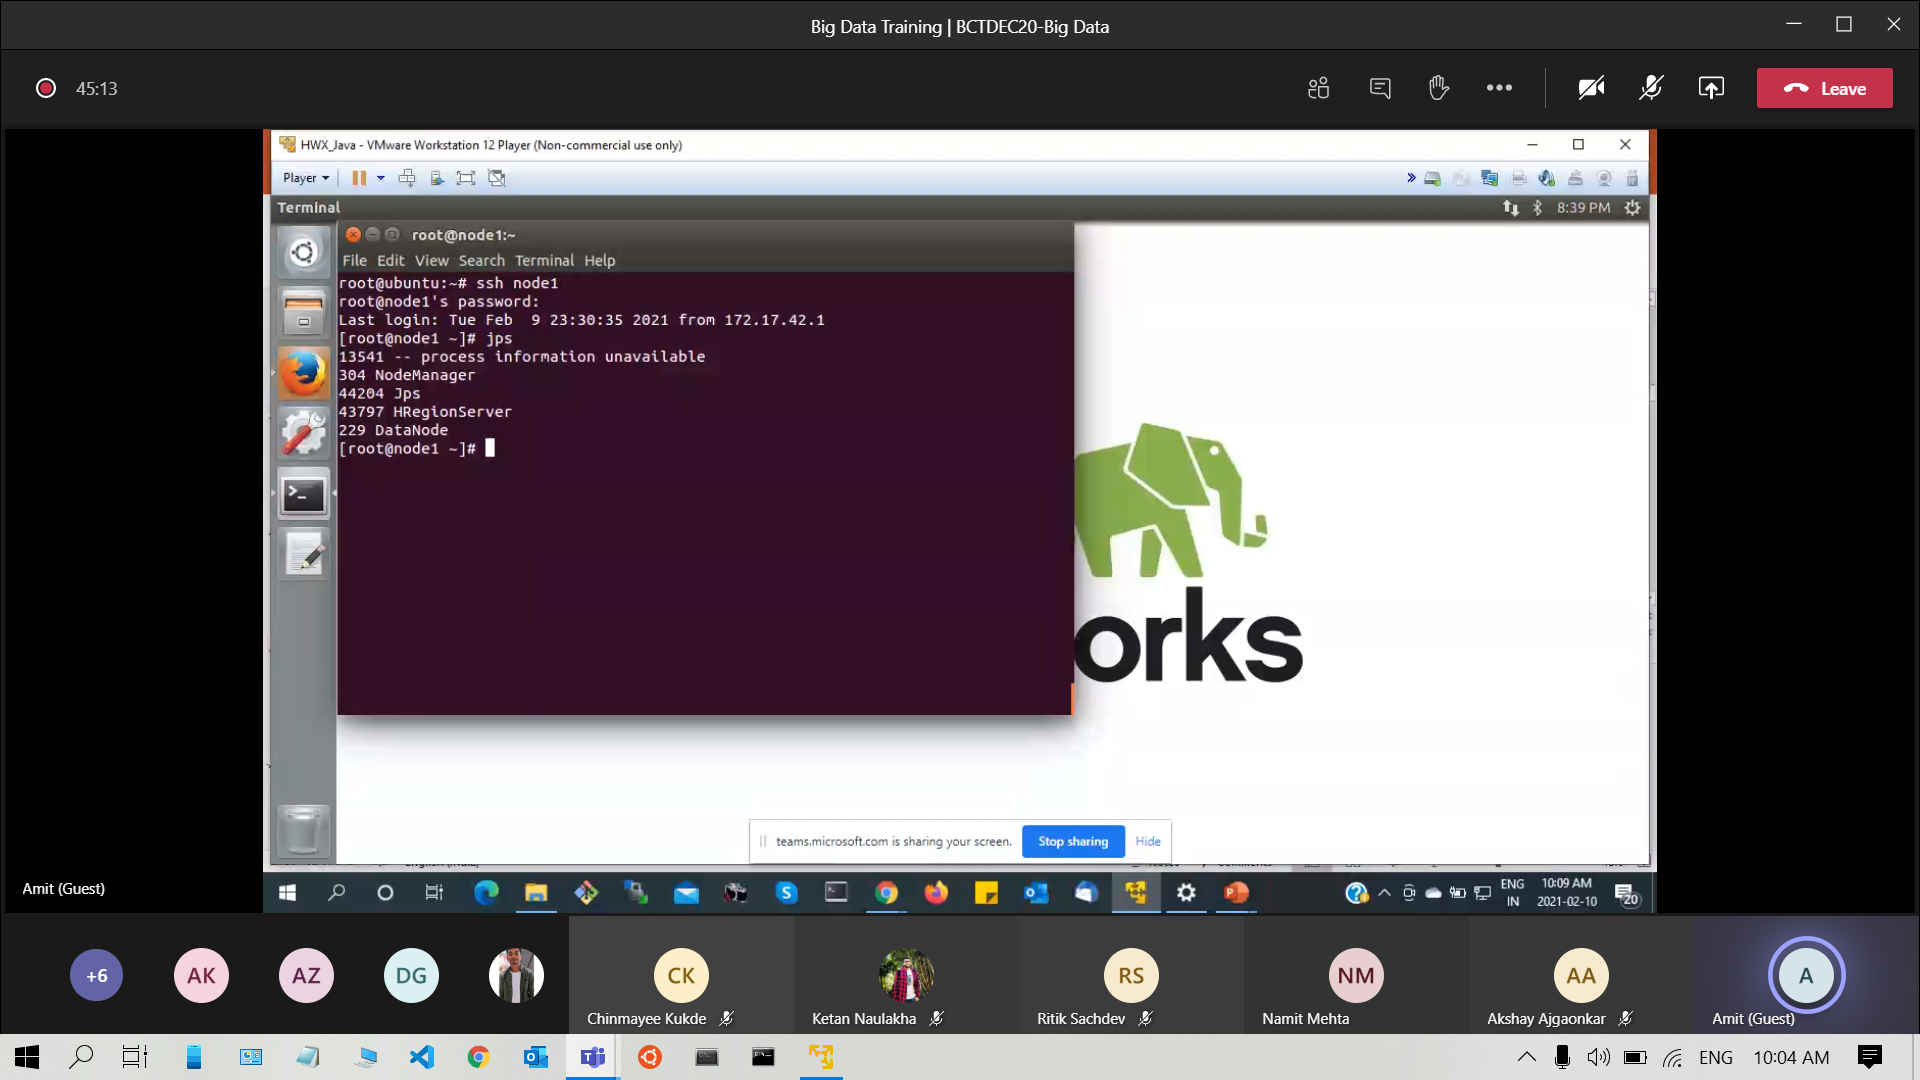 Big Data Training | BCTDEC20-Big Data
45:13
Leave
HWX_Java - VMware Workstation 12 Player (Non-commercial use only)
Player
Terminal
8:39 PM
root@node1:~
File Edit View Search Terminal Help
root@ubuntu:~# ssh node1
root@node1's password:
Last login: Tue Feb  9 23:30:35 2021 from 172.17.42.1
[root@node1 ~]# jps
13541 -- process information unavailable
304 NodeManager
44204 Jps
43797 HRegionServer
229 DataNode
[root@node1 ~]#
orks
teams.microsoft.com is sharing your screen.
Stop sharing
Hide
Amit (Guest)
ENG
IN
10:09 AM
2021-02-10
20
+6
AK
AZ
DG
CK
RS
NM
AA
A
Chinmayee Kukde
Ketan Naulakha
Ritik Sachdev
Namit Mehta
Akshay Ajgaonkar
Amit (Guest)
ENG
10:04 AM